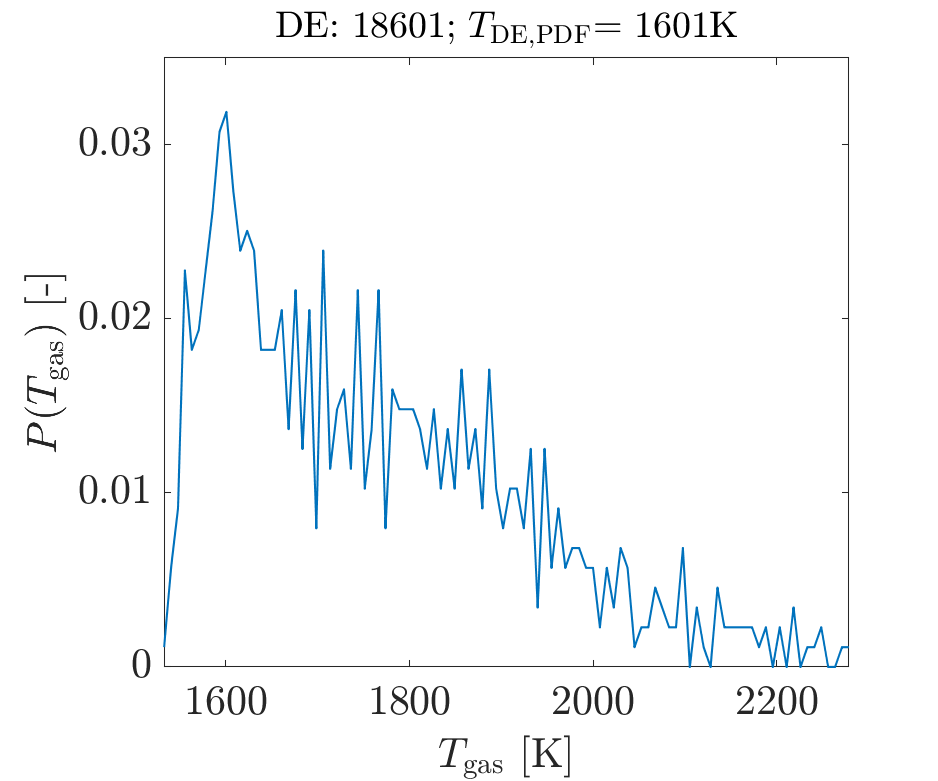 DE: 18601; T_DE,PDF= 1601K
0.03
0.02
0.01
0
P(T_gas) [-]
1600 1800 2000 2200
T_gas [K]